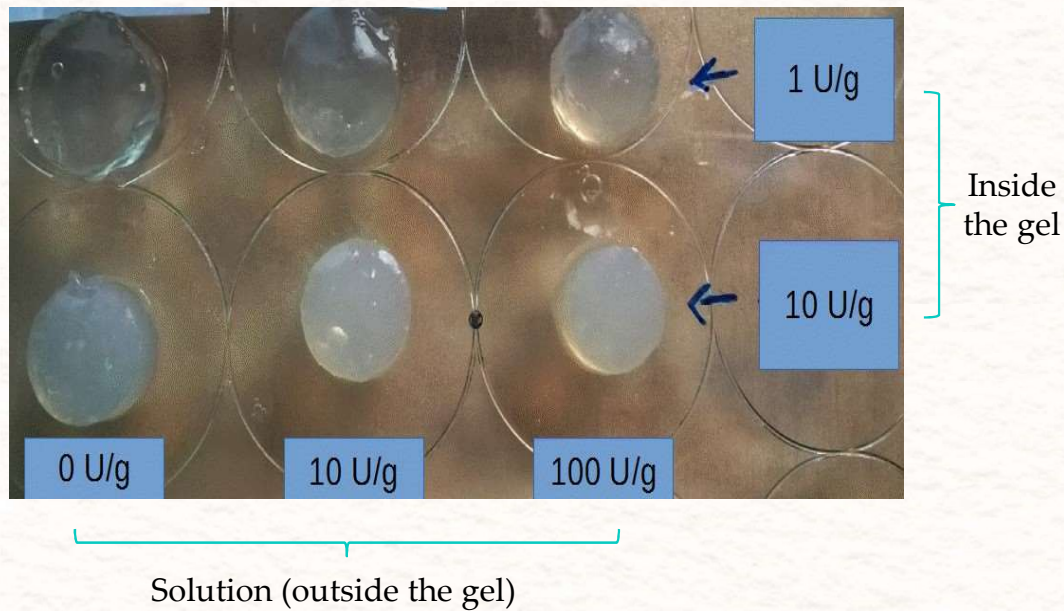 1 U/g
Inside
the gel
10 U/g
0 U/g
10 U/g
100 U/g
Solution (outside the gel)